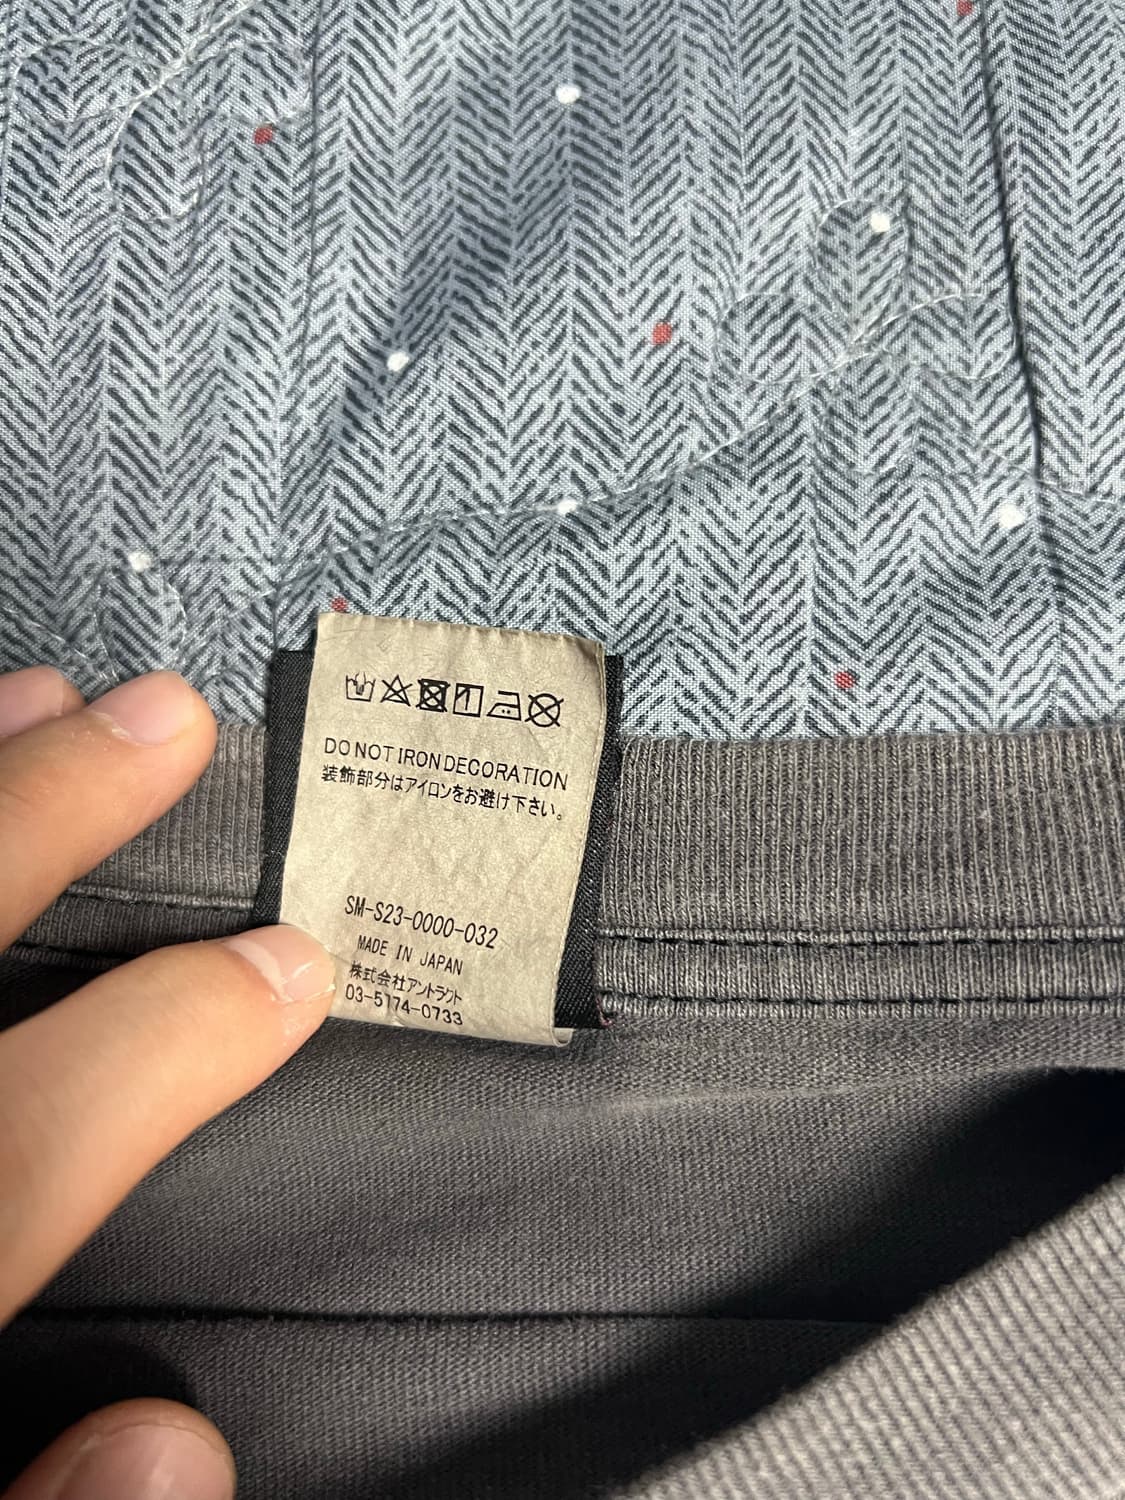 DO NOT IRON DECORATION
装飾部分はアイロンをお避け下さい。
SM-S23-0000-032
MADE IN JAPAN
株式会社アントラクト
03-5774-0733